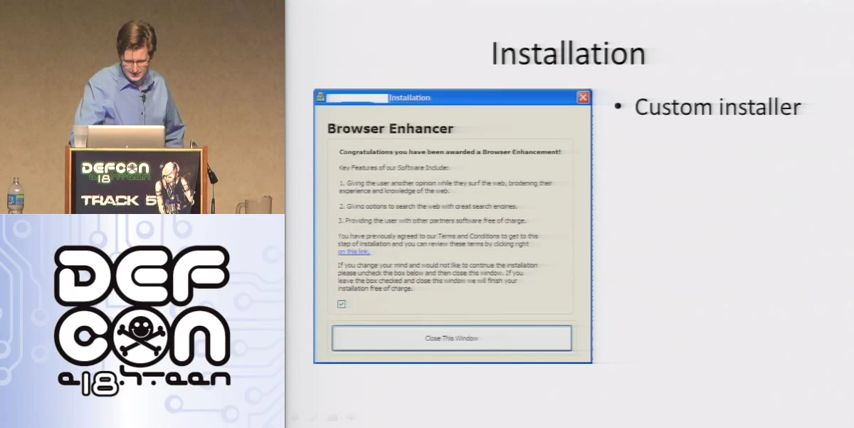 Installation
Installation
• Custom installer
Browser Enhancer
Congratulations you have been awarded a Browser Enhancement!
Key Features of our Software Include:
1. Giving the user another opinion while they surf the web, brodening their
experience and knowledge of the web.
2. Giving options to search the web with great search engines.
3. Providing the user with other partners software free of charge.
You have previously agreed to our Terms and Conditions to get to this
step of installation and you can review these terms by clicking right
on this link.
If you change your mind and would not like to continue the installation
please uncheck the box below and then close this window. If you
leave the box checked and close this window we will finish your
installation free of charge.
Close This Window
DEFCON
18
TRACK 5
DEF
CON
e18hteen